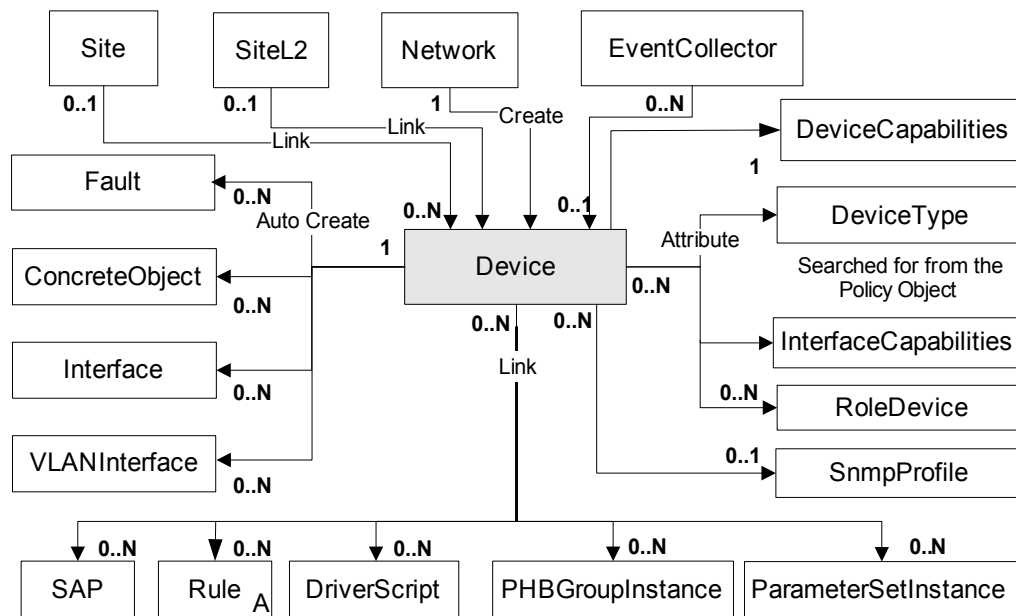 Site
SiteL2
Network
EventCollector
0..1
0..1
1
0..N
Link
Link
Create
DeviceCapabilities
1
Fault
0..N
Auto Create
1
0..N
0..1
Attribute
DeviceType
Device
0..N
Searched for from the
Policy Object
ConcreteObject
0..N
0..N
0..N
Link
InterfaceCapabilities
Interface
0..N
0..N
RoleDevice
VLANInterface
0..N
0..1
SnmpProfile
0..N
0..N
0..N
0..N
0..N
SAP
Rule
A
DriverScript
PHBGroupInstance
ParameterSetInstance